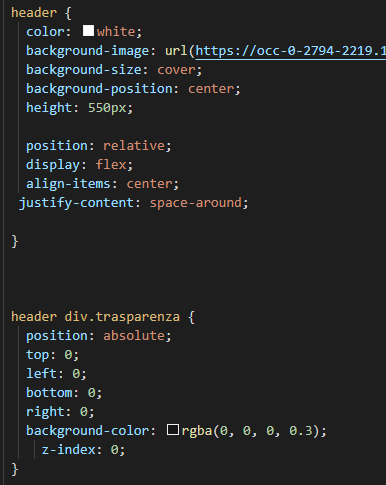 header {
color: white;
background-image: url(https://occ-0-2794-2219.1
background-size: cover;
background-position: center;
height: 550px;
position: relative;
display: flex;
align-items: center;
justify-content: space-around;
}
header div.trasparenza {
position: absolute;
top: 0;
left: 0;
bottom: 0;
right: 0;
background-color: rgba(0, 0, 0, 0.3);
z-index: 0;
}